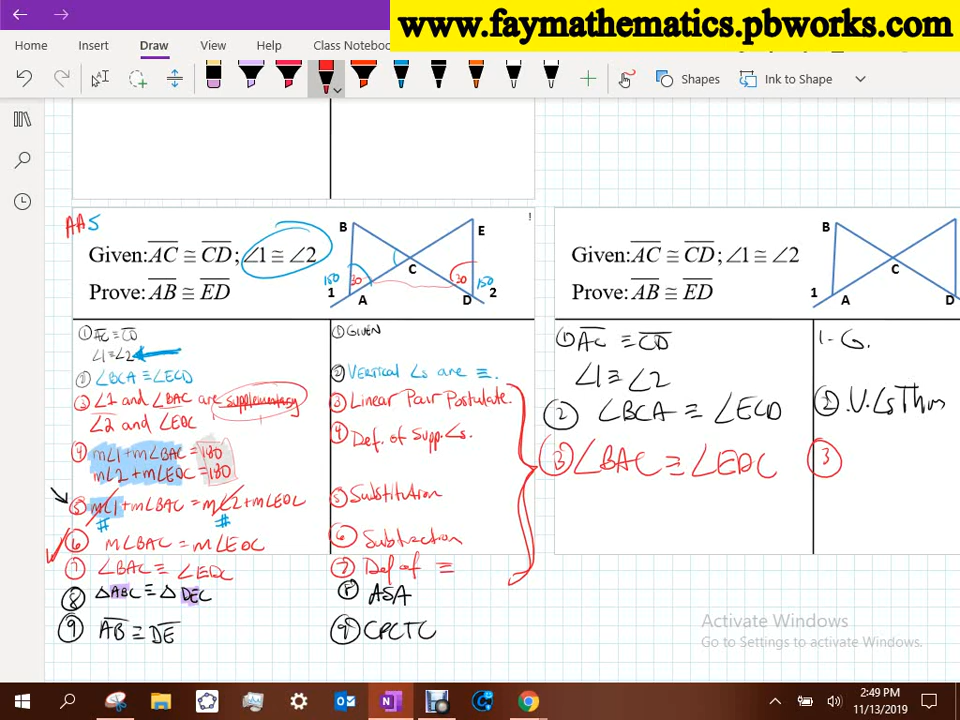 www.faymathematics.pbworks.com
Home Insert Draw View Help Class Notebook
Shapes Ink to Shape
AAS
Given: AC ≅ CD; ∠1 ≅ ∠2
Prove: AB ≅ ED
B E C 1 A D 2
150 30 30 150
① AC ≅ CD
∠1 ≅ ∠2
① GIVEN
② ∠BCA ≅ ∠ECD
② VERTICAL ∠s are ≅.
③ ∠1 and ∠BAC are supplementary
∠2 and ∠EDC
③ Linear Pair Postulate.
④ m∠1 + m∠BAC = 180
m∠2 + m∠EDC = 180
④ Def. of Supp. ∠s.
⑤ m∠1 + m∠BAC = m∠2 + m∠EDC
# #
⑤ Substitution
⑥ m∠BAC = m∠EDC
⑥ Subtraction
⑦ ∠BAC ≅ ∠EDC
⑦ Def of ≅
⑧ △ABC ≅ △DEC
⑧ ASA
⑨ AB ≅ DE
⑨ CPCTC
Given: AC ≅ CD; ∠1 ≅ ∠2
Prove: AB ≅ ED
B C 1 A D
① AC ≅ CD
∠1 ≅ ∠2
1- G.
② ∠BCA ≅ ∠ECD
② V. ∠s Thm
③ ∠BAC ≅ ∠EDC
③
Activate Windows
Go to Settings to activate Windows.
2:49 PM
11/13/2019